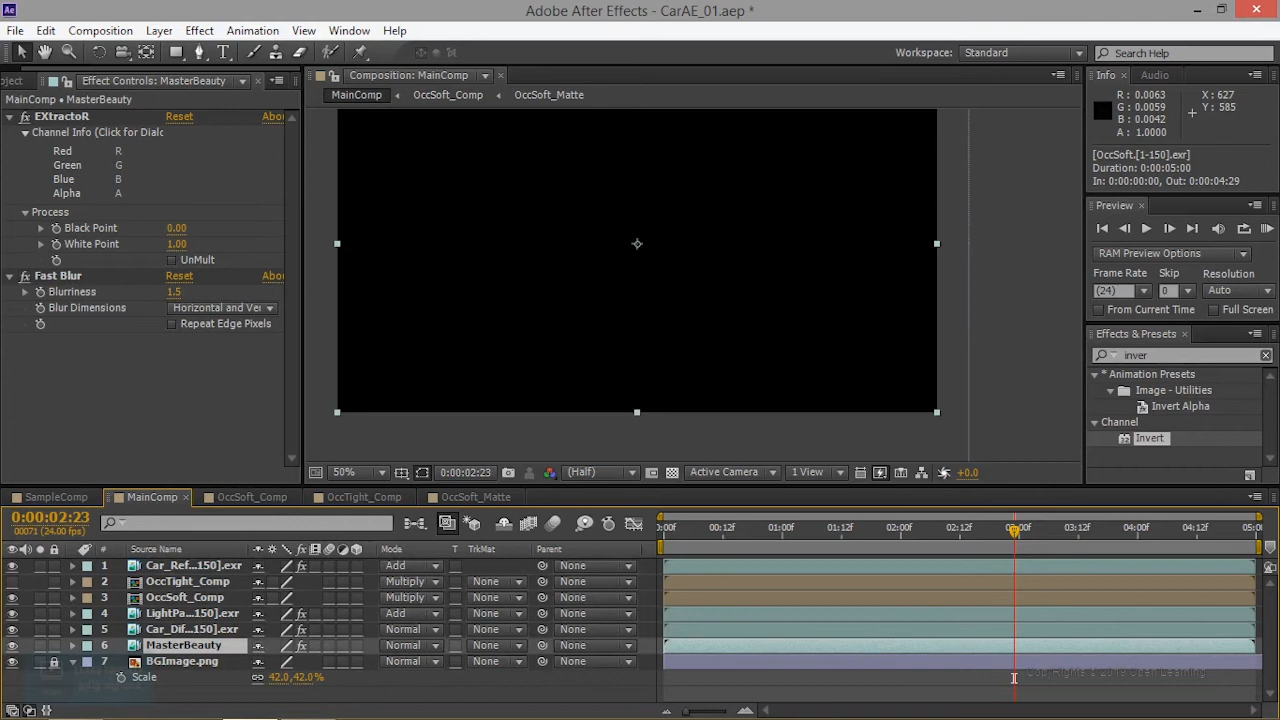 Adobe After Effects - CarAE_01.aep *
File Edit Composition Layer Effect Animation View Window Help
Workspace: Standard Search Help
oject Effect Controls: MasterBeauty
MainComp • MasterBeauty
EXtractoR Reset Abou
Channel Info (Click for Dialc
Red R
Green G
Blue B
Alpha A
Process
Black Point 0.00
White Point 1.00
UnMult
Fast Blur Reset Abou
Blurriness 1.5
Blur Dimensions Horizontal and Ver
Repeat Edge Pixels
Composition: MainComp
MainComp OccSoft_Comp OccSoft_Matte
50% 0:00:02:23 (Half) Active Camera 1 View +0.0
Info Audio
R : 0.0063 X : 627
G : 0.0059 Y : 585
B : 0.0042
A : 1.0000
[OccSoft.[1-150].exr]
Duration: 0:00:05:00
In: 0:00:00:00, Out: 0:00:04:29
Preview
RAM Preview Options
Frame Rate Skip Resolution
(24) 0 Auto
From Current Time Full Screen
Effects & Presets
inver
* Animation Presets
Image - Utilities
Invert Alpha
Channel
Invert
SampleComp MainComp OccSoft_Comp OccTight_Comp OccSoft_Matte
0:00:02:23
00071 (24.00 fps)
:00F 00:12F 01:00F 01:12F 02:00F 02:12F 03:12F 04:00F 04:12F 05:00
# Source Name Mode T TrkMat Parent
1 Car_Ref...150].exr Add None
2 OccTight_Comp Multiply None None
3 OccSoft_Comp Multiply None None
4 LightPa...150].exr Add None None
5 Car_Dif...150].exr Normal None None
6 MasterBeauty Normal None None
7 BGImage.png Normal None None
Scale 42.0,42.0%